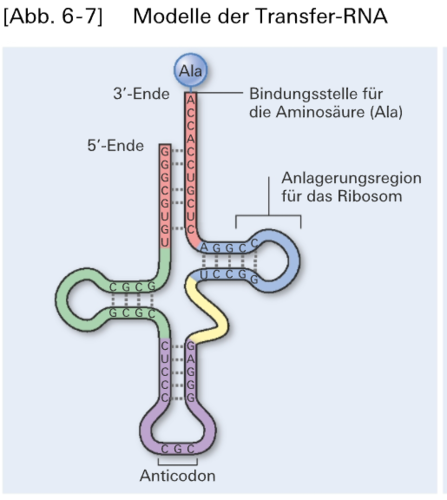 [Abb. 6-7] Modelle der Transfer-RNA
Ala
3′-Ende
Bindungsstelle für
die Aminosäure (Ala)
5′-Ende
Anlagerungsregion
für das Ribosom
A
C
C
A
C
C
U
G
C
U
C
G
G
G
C
G
U
G
U
A G G C C
U C C G G
C G C G
G C G C
C
U
C
C
C
G
A
G
G
G
C G C
Anticodon